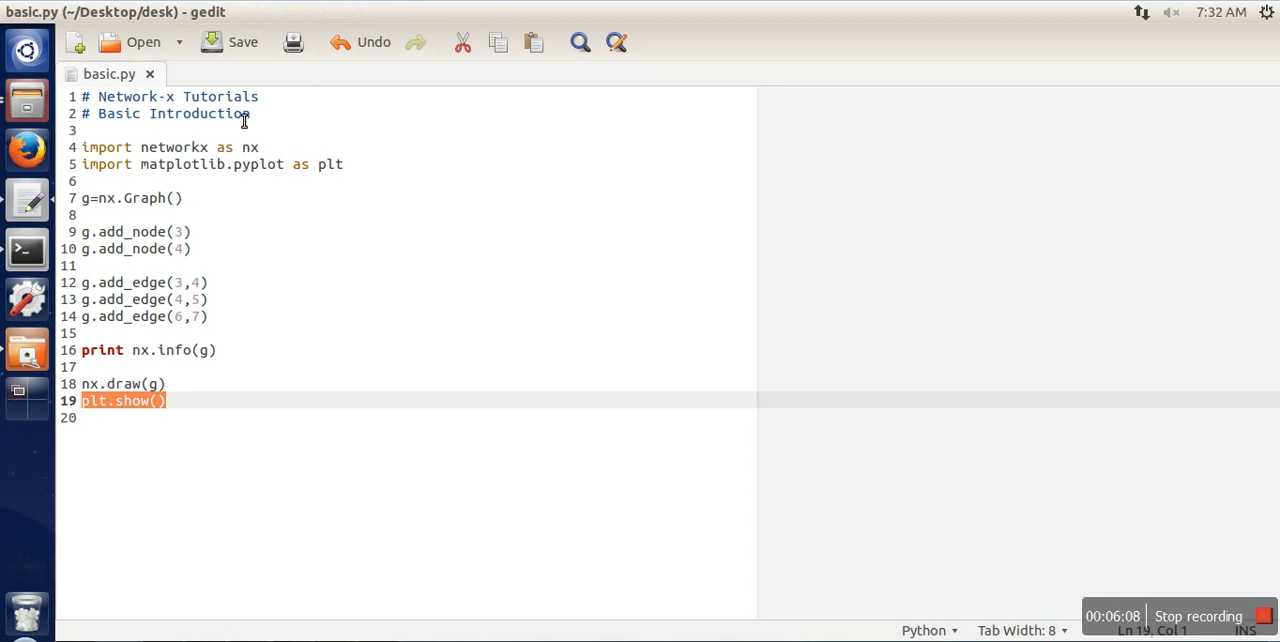 basic.py (~/Desktop/desk) - gedit
7:32 AM
Open
Save
Undo
basic.py
1 # Network-x Tutorials
2 # Basic Introduction
3
4 import networkx as nx
5 import matplotlib.pyplot as plt
6
7 g=nx.Graph()
8
9 g.add_node(3)
10 g.add_node(4)
11
12 g.add_edge(3,4)
13 g.add_edge(4,5)
14 g.add_edge(6,7)
15
16 print nx.info(g)
17
18 nx.draw(g)
19 plt.show()
20
00:06:08 Stop recording
Python Tab Width: 8 Ln 19, Col 1 INS